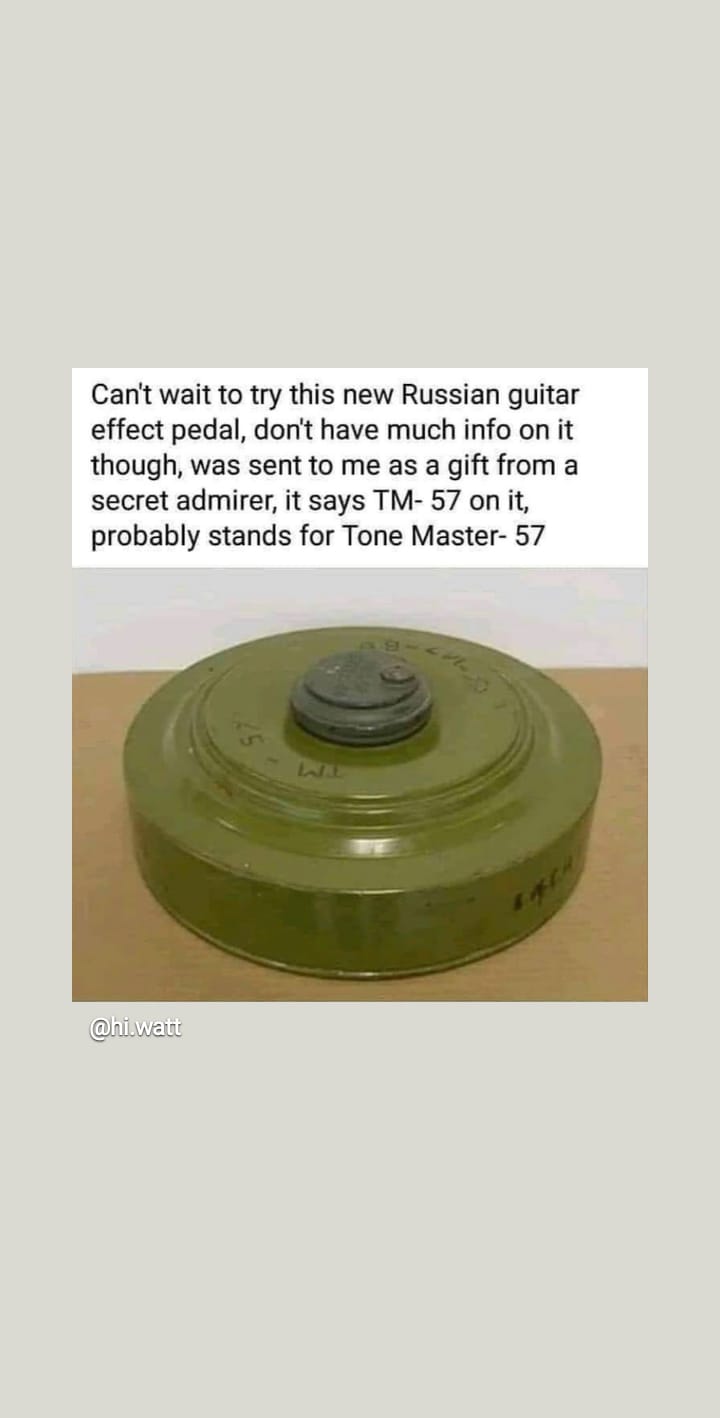 Can't wait to try this new Russian guitar
effect pedal, don't have much info on it
though, was sent to me as a gift from a
secret admirer, it says TM- 57 on it,
probably stands for Tone Master- 57
TM - 57
@hi.watt